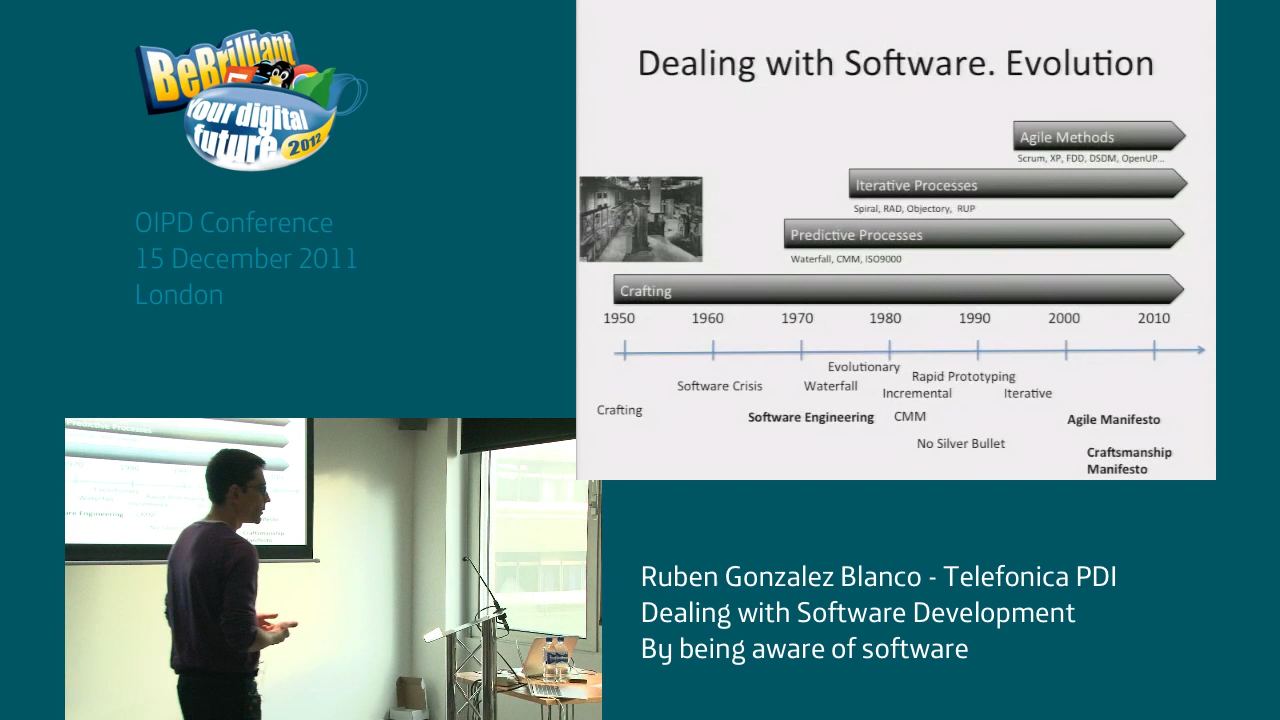 BeBrilliant
Your digital
future
2012
OIPD Conference
15 December 2011
London
Dealing with Software. Evolution
Agile Methods
Scrum, XP, FDD, DSDM, OpenUP...
Iterative Processes
Spiral, RAD, Objectory, RUP
Predictive Processes
Waterfall, CMM, ISO9000
Crafting
1950 1960 1970 1980 1990 2000 2010
Evolutionary
Rapid Prototyping
Software Crisis Waterfall Incremental Iterative
Crafting Software Engineering CMM Agile Manifesto
No Silver Bullet
Craftsmanship
Manifesto
Predictive Processes
Ruben Gonzalez Blanco - Telefonica PDI
Dealing with Software Development
By being aware of software